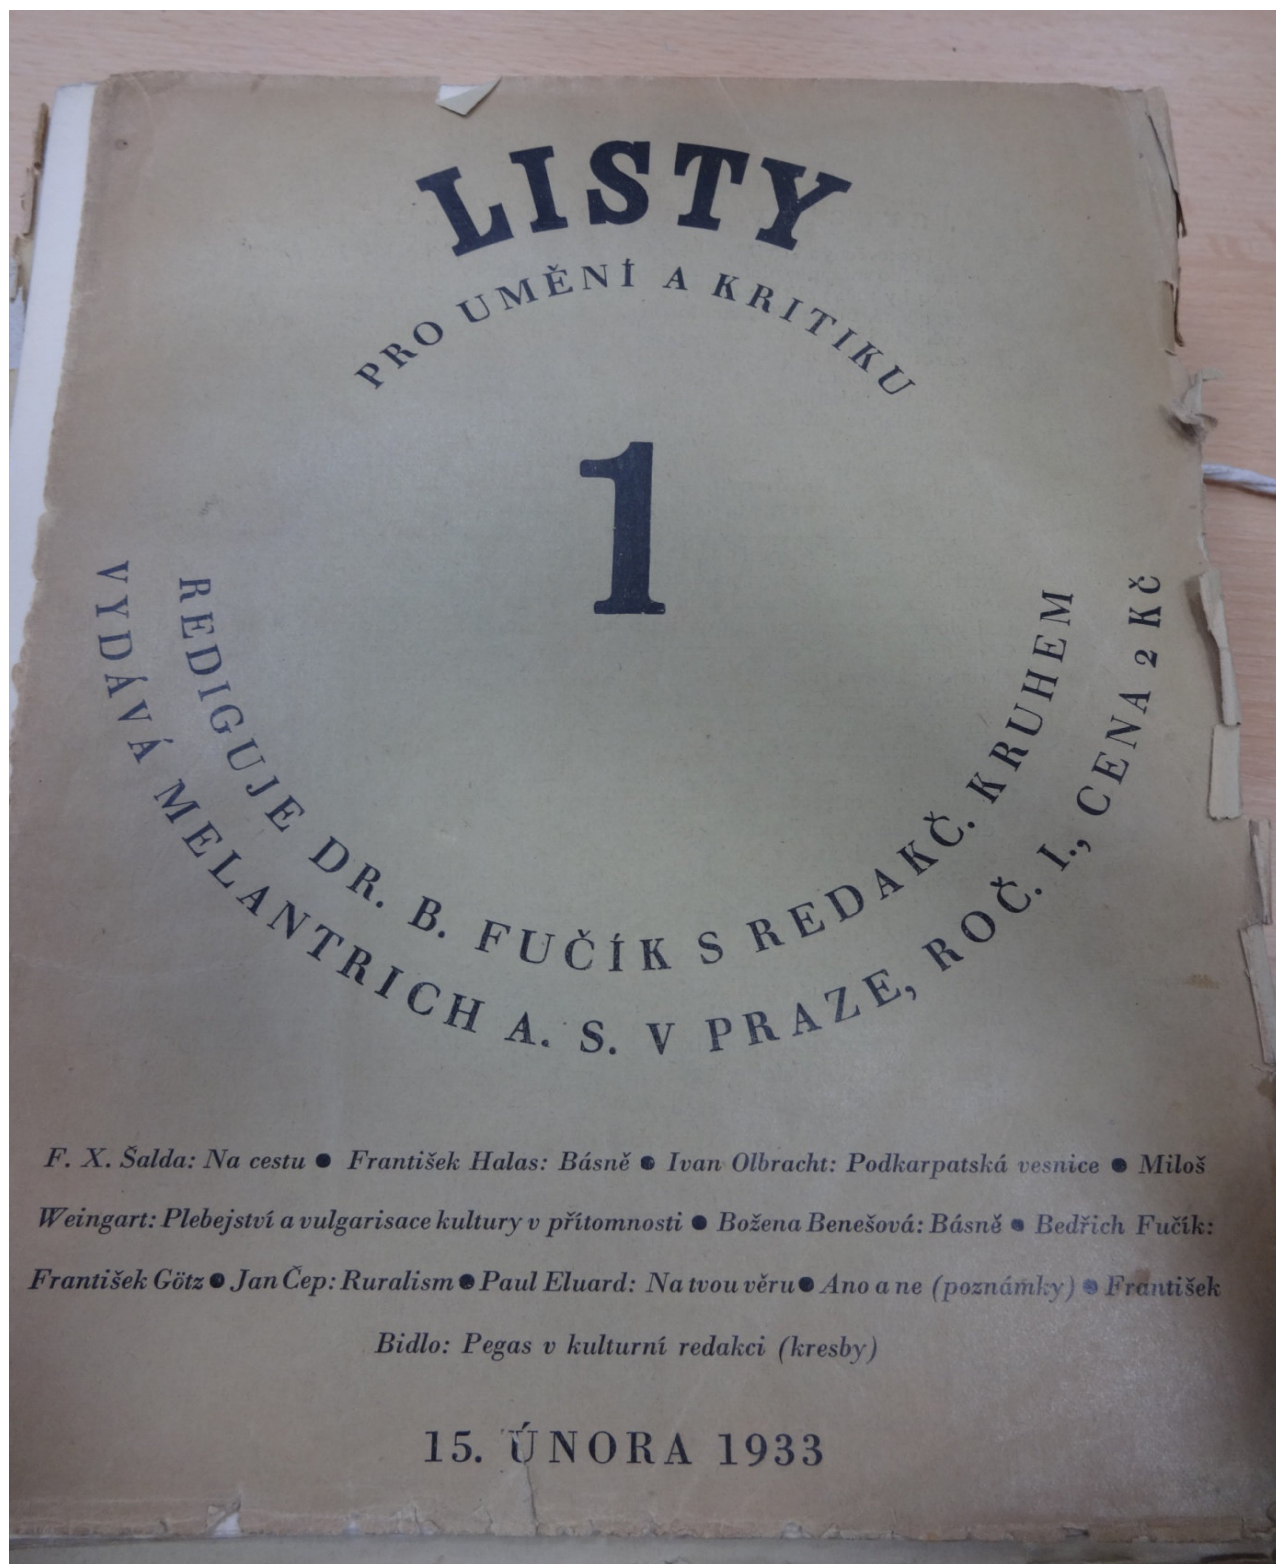 LISTY
PRO UMĚNÍ A KRITIKU
1
REDIGUJE DR. B. FUČÍK S REDAKČ. KRUHEM
VYDÁVÁ MELANTRICH A. S. V PRAZE, ROČ. I., CENA 2 KČ
F. X. Šalda: Na cestu ● František Halas: Básně ● Ivan Olbracht: Podkarpatská vesnice ● Miloš
Weingart: Plebejství a vulgarisace kultury v přítomnosti ● Božena Benešová: Básně ● Bedřich Fučík:
František Götz ● Jan Čep: Ruralism ● Paul Eluard: Na tvou věru ● Ano a ne (poznámky) ● František
Bidlo: Pegas v kulturní redakci (kresby)
15. ÚNORA 1933